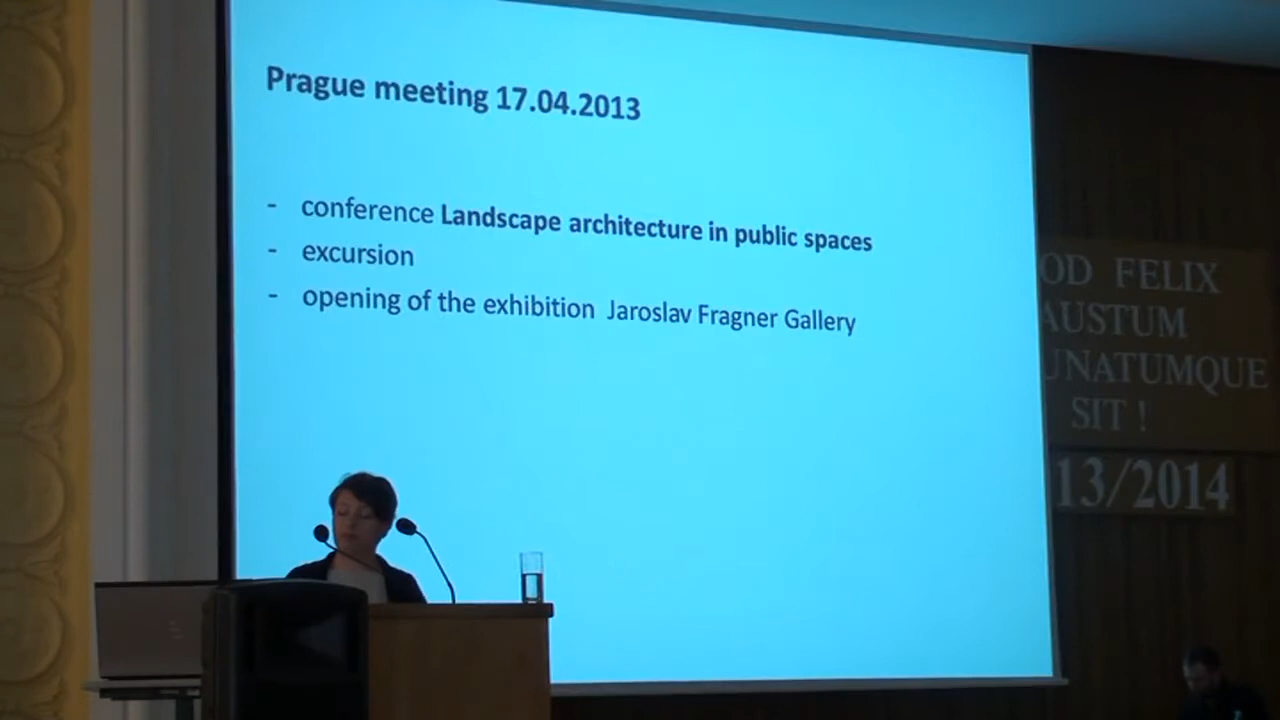 Prague meeting 17.04.2013
- conference Landscape architecture in public spaces
- excursion
- opening of the exhibition Jaroslav Fragner Gallery
OD FELIX
AUSTUM
UNATUMQUE
SIT !
13/2014